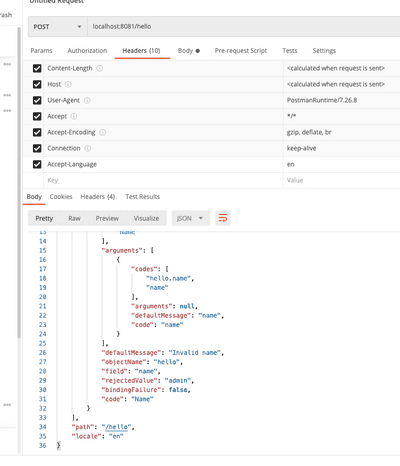 Untitled Request
rash
POST localhost:8081/hello
Params Authorization Headers (10) Body Pre-request Script Tests Settings
Content-Length <calculated when request is sent>
Host <calculated when request is sent>
User-Agent PostmanRuntime/7.26.8
Accept */*
Accept-Encoding gzip, deflate, br
Connection keep-alive
Accept-Language en
Key Value
Body Cookies Headers (4) Test Results
Pretty Raw Preview Visualize JSON
13 "Name"
14 ],
15 "arguments": [
16 {
17 "codes": [
18 "hello.name",
19 "name"
20 ],
21 "arguments": null,
22 "defaultMessage": "name",
23 "code": "name"
24 }
25 ],
26 "defaultMessage": "Invalid name",
27 "objectName": "hello",
28 "field": "name",
29 "rejectedValue": "admin",
30 "bindingFailure": false,
31 "code": "Name"
32 }
33 ],
34 "path": "/hello",
35 "locale": "en"
36 }